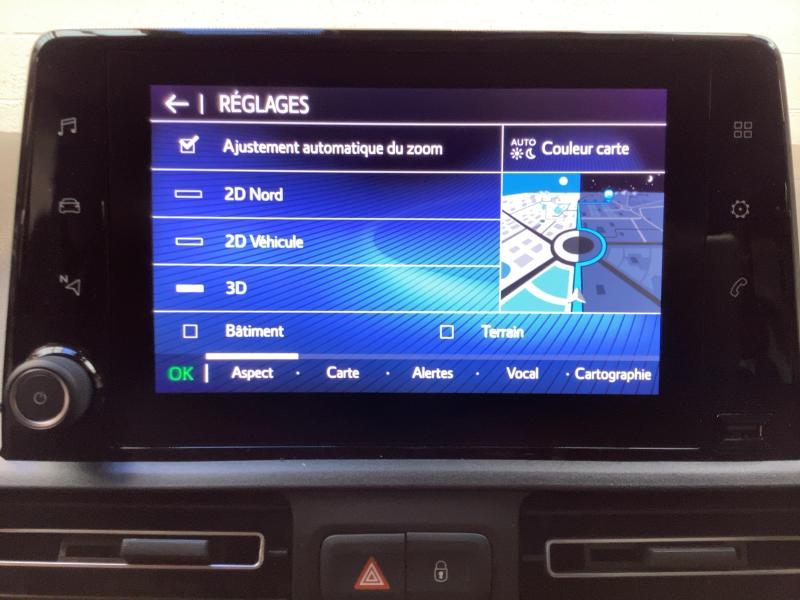 RÉGLAGES
Ajustement automatique du zoom
AUTO
Couleur carte
2D Nord
2D Véhicule
3D
Bâtiment
Terrain
OK
Aspect · Carte · Alertes · Vocal · Cartographie
N